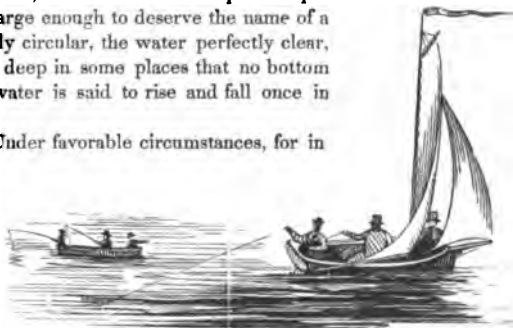 arge enough to deserve the name of a
ly circular, the water perfectly clear,
deep in some places that no bottom
water is said to rise and fall once in
Under favorable circumstances, for in